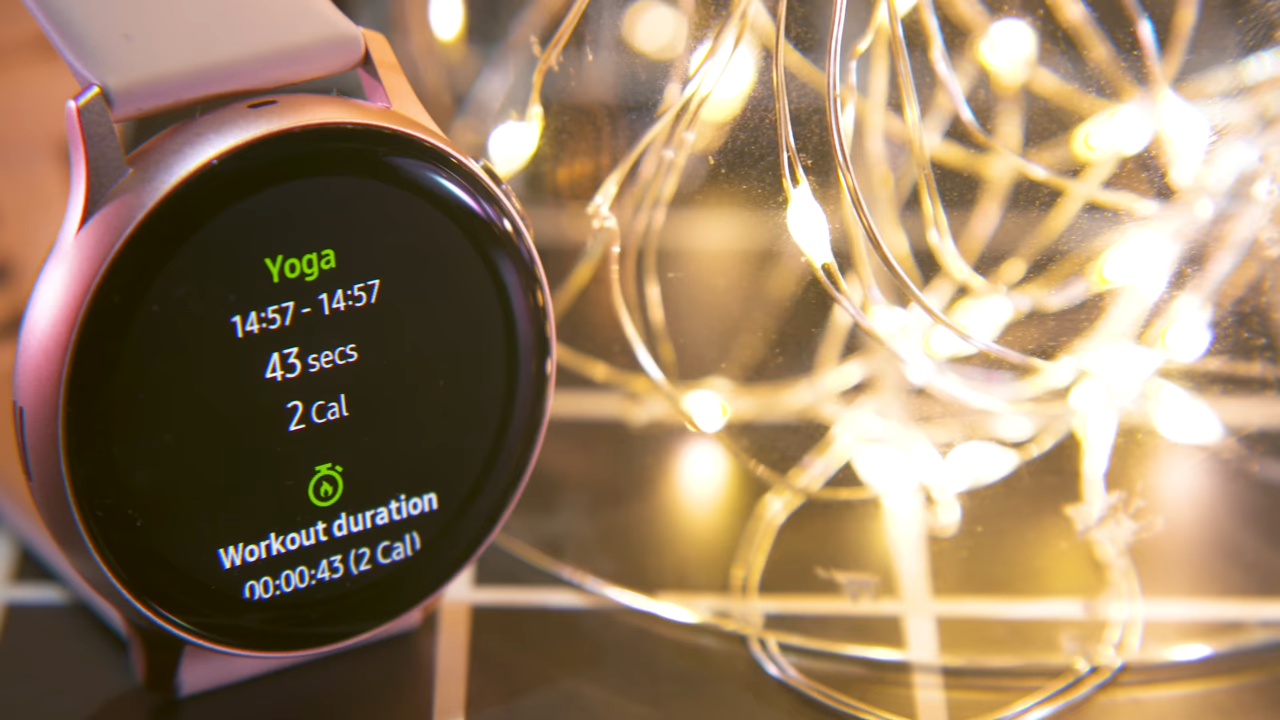 Yoga
14:57 - 14:57
43 secs
2 Cal
Workout duration
00:00:43 (2 Cal)